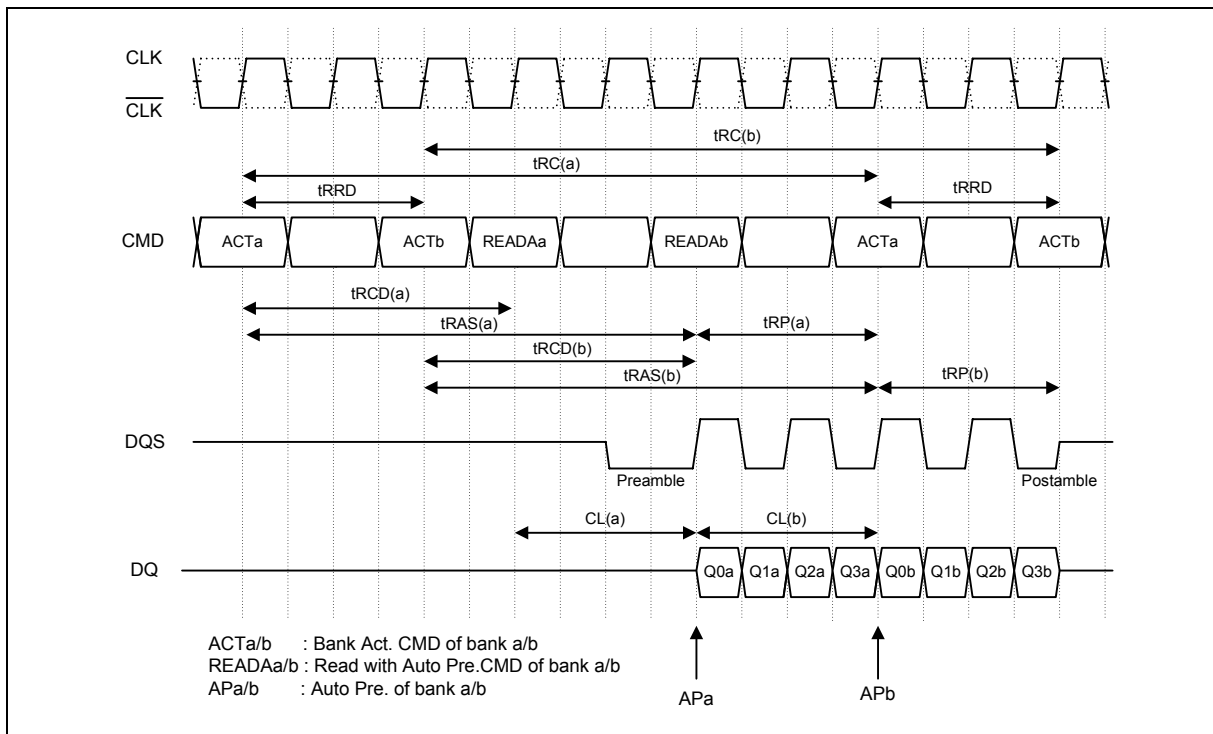 CLK
CLK
tRC(b)
tRC(a)
tRRD tRRD
CMD ACTa ACTb READAa READAb ACTa ACTb
tRCD(a)
tRAS(a) tRP(a)
tRCD(b)
tRAS(b) tRP(b)
DQS
Preamble Postamble
CL(a) CL(b)
DQ Q0a Q1a Q2a Q3a Q0b Q1b Q2b Q3b
ACTa/b : Bank Act. CMD of bank a/b
READAa/b : Read with Auto Pre.CMD of bank a/b
APa/b : Auto Pre. of bank a/b
APa APb